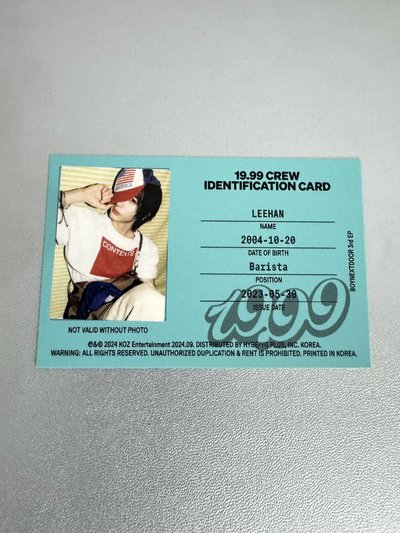 19.99 CREW
IDENTIFICATION CARD
LEEHAN
NAME
2004-10-20
DATE OF BIRTH
Barista
POSITION
2023-05-30
ISSUE DATE
19.99
BOYNEXTDOOR 3rd EP
CONTENTS
NOT VALID WITHOUT PHOTO
℗&© 2024 KOZ Entertainment 2024.09. DISTRIBUTED BY HYBE/YG PLUS, INC. KOREA.
WARNING: ALL RIGHTS RESERVED. UNAUTHORIZED DUPLICATION & RENT IS PROHIBITED. PRINTED IN KOREA.